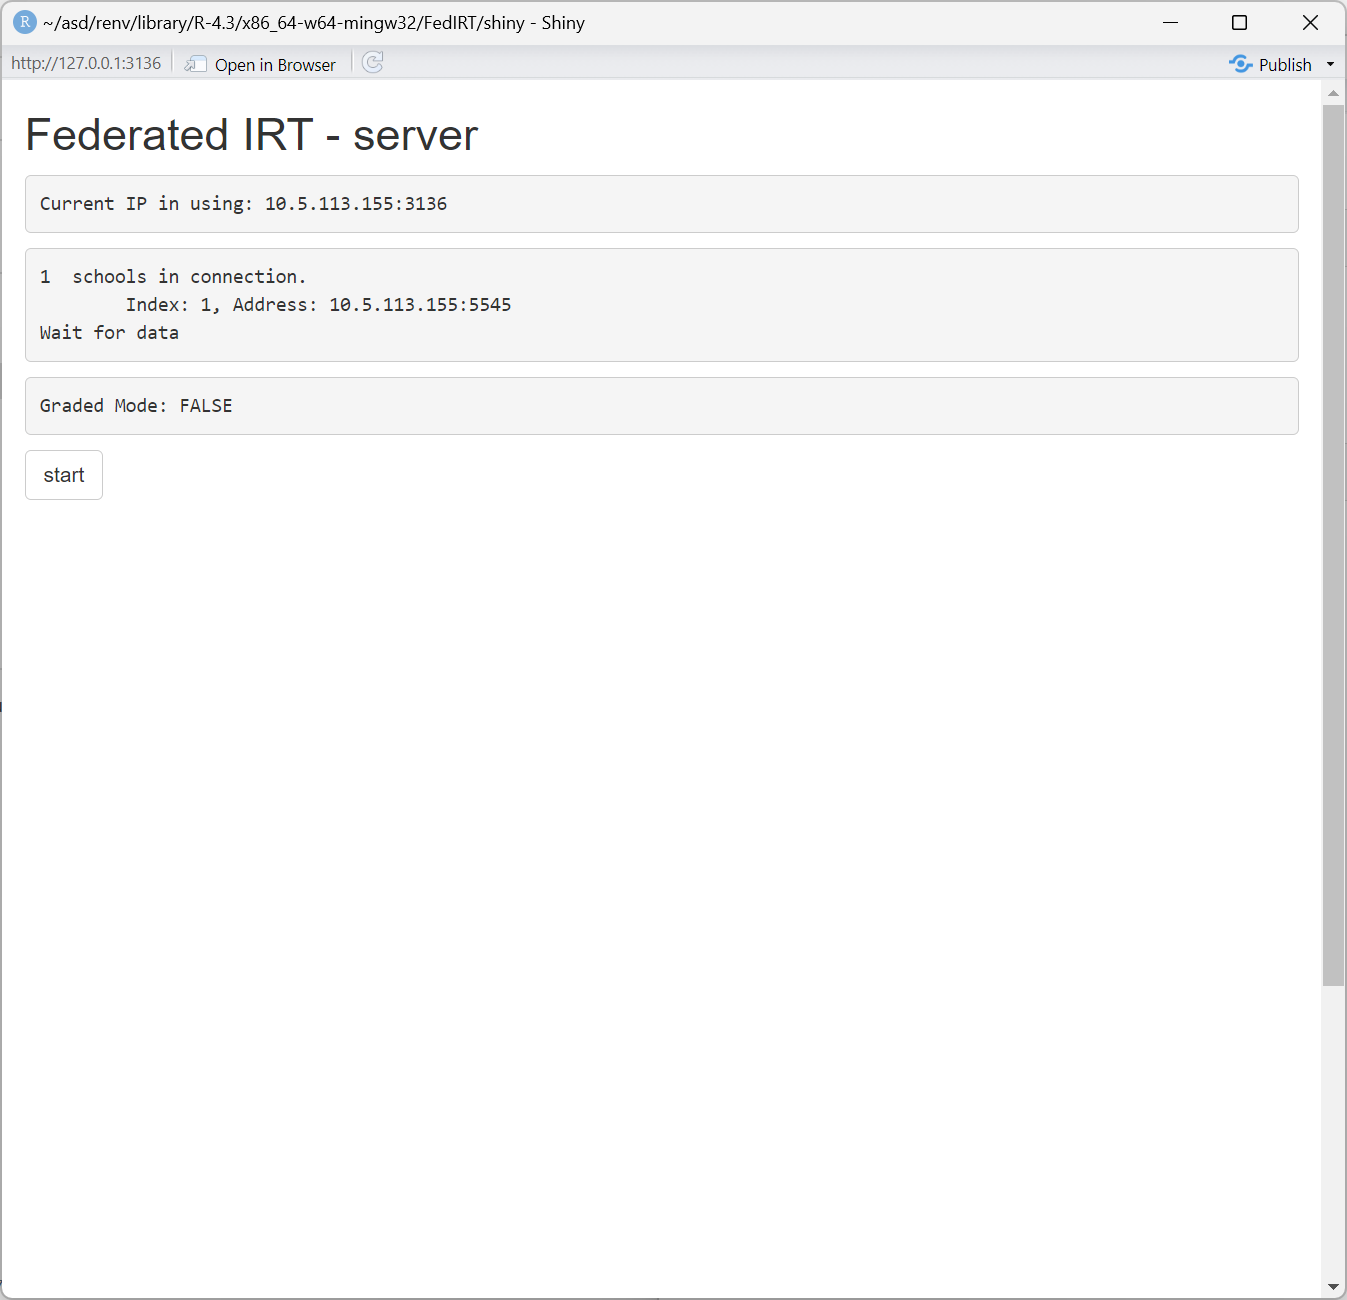 R ~/asd/renv/library/R-4.3/x86_64-w64-mingw32/FedIRT/shiny - Shiny
http://127.0.0.1:3136 Open in Browser Publish
Federated IRT - server
Current IP in using: 10.5.113.155:3136
1  schools in connection.
        Index: 1, Address: 10.5.113.155:5545
Wait for data
Graded Mode: FALSE
start